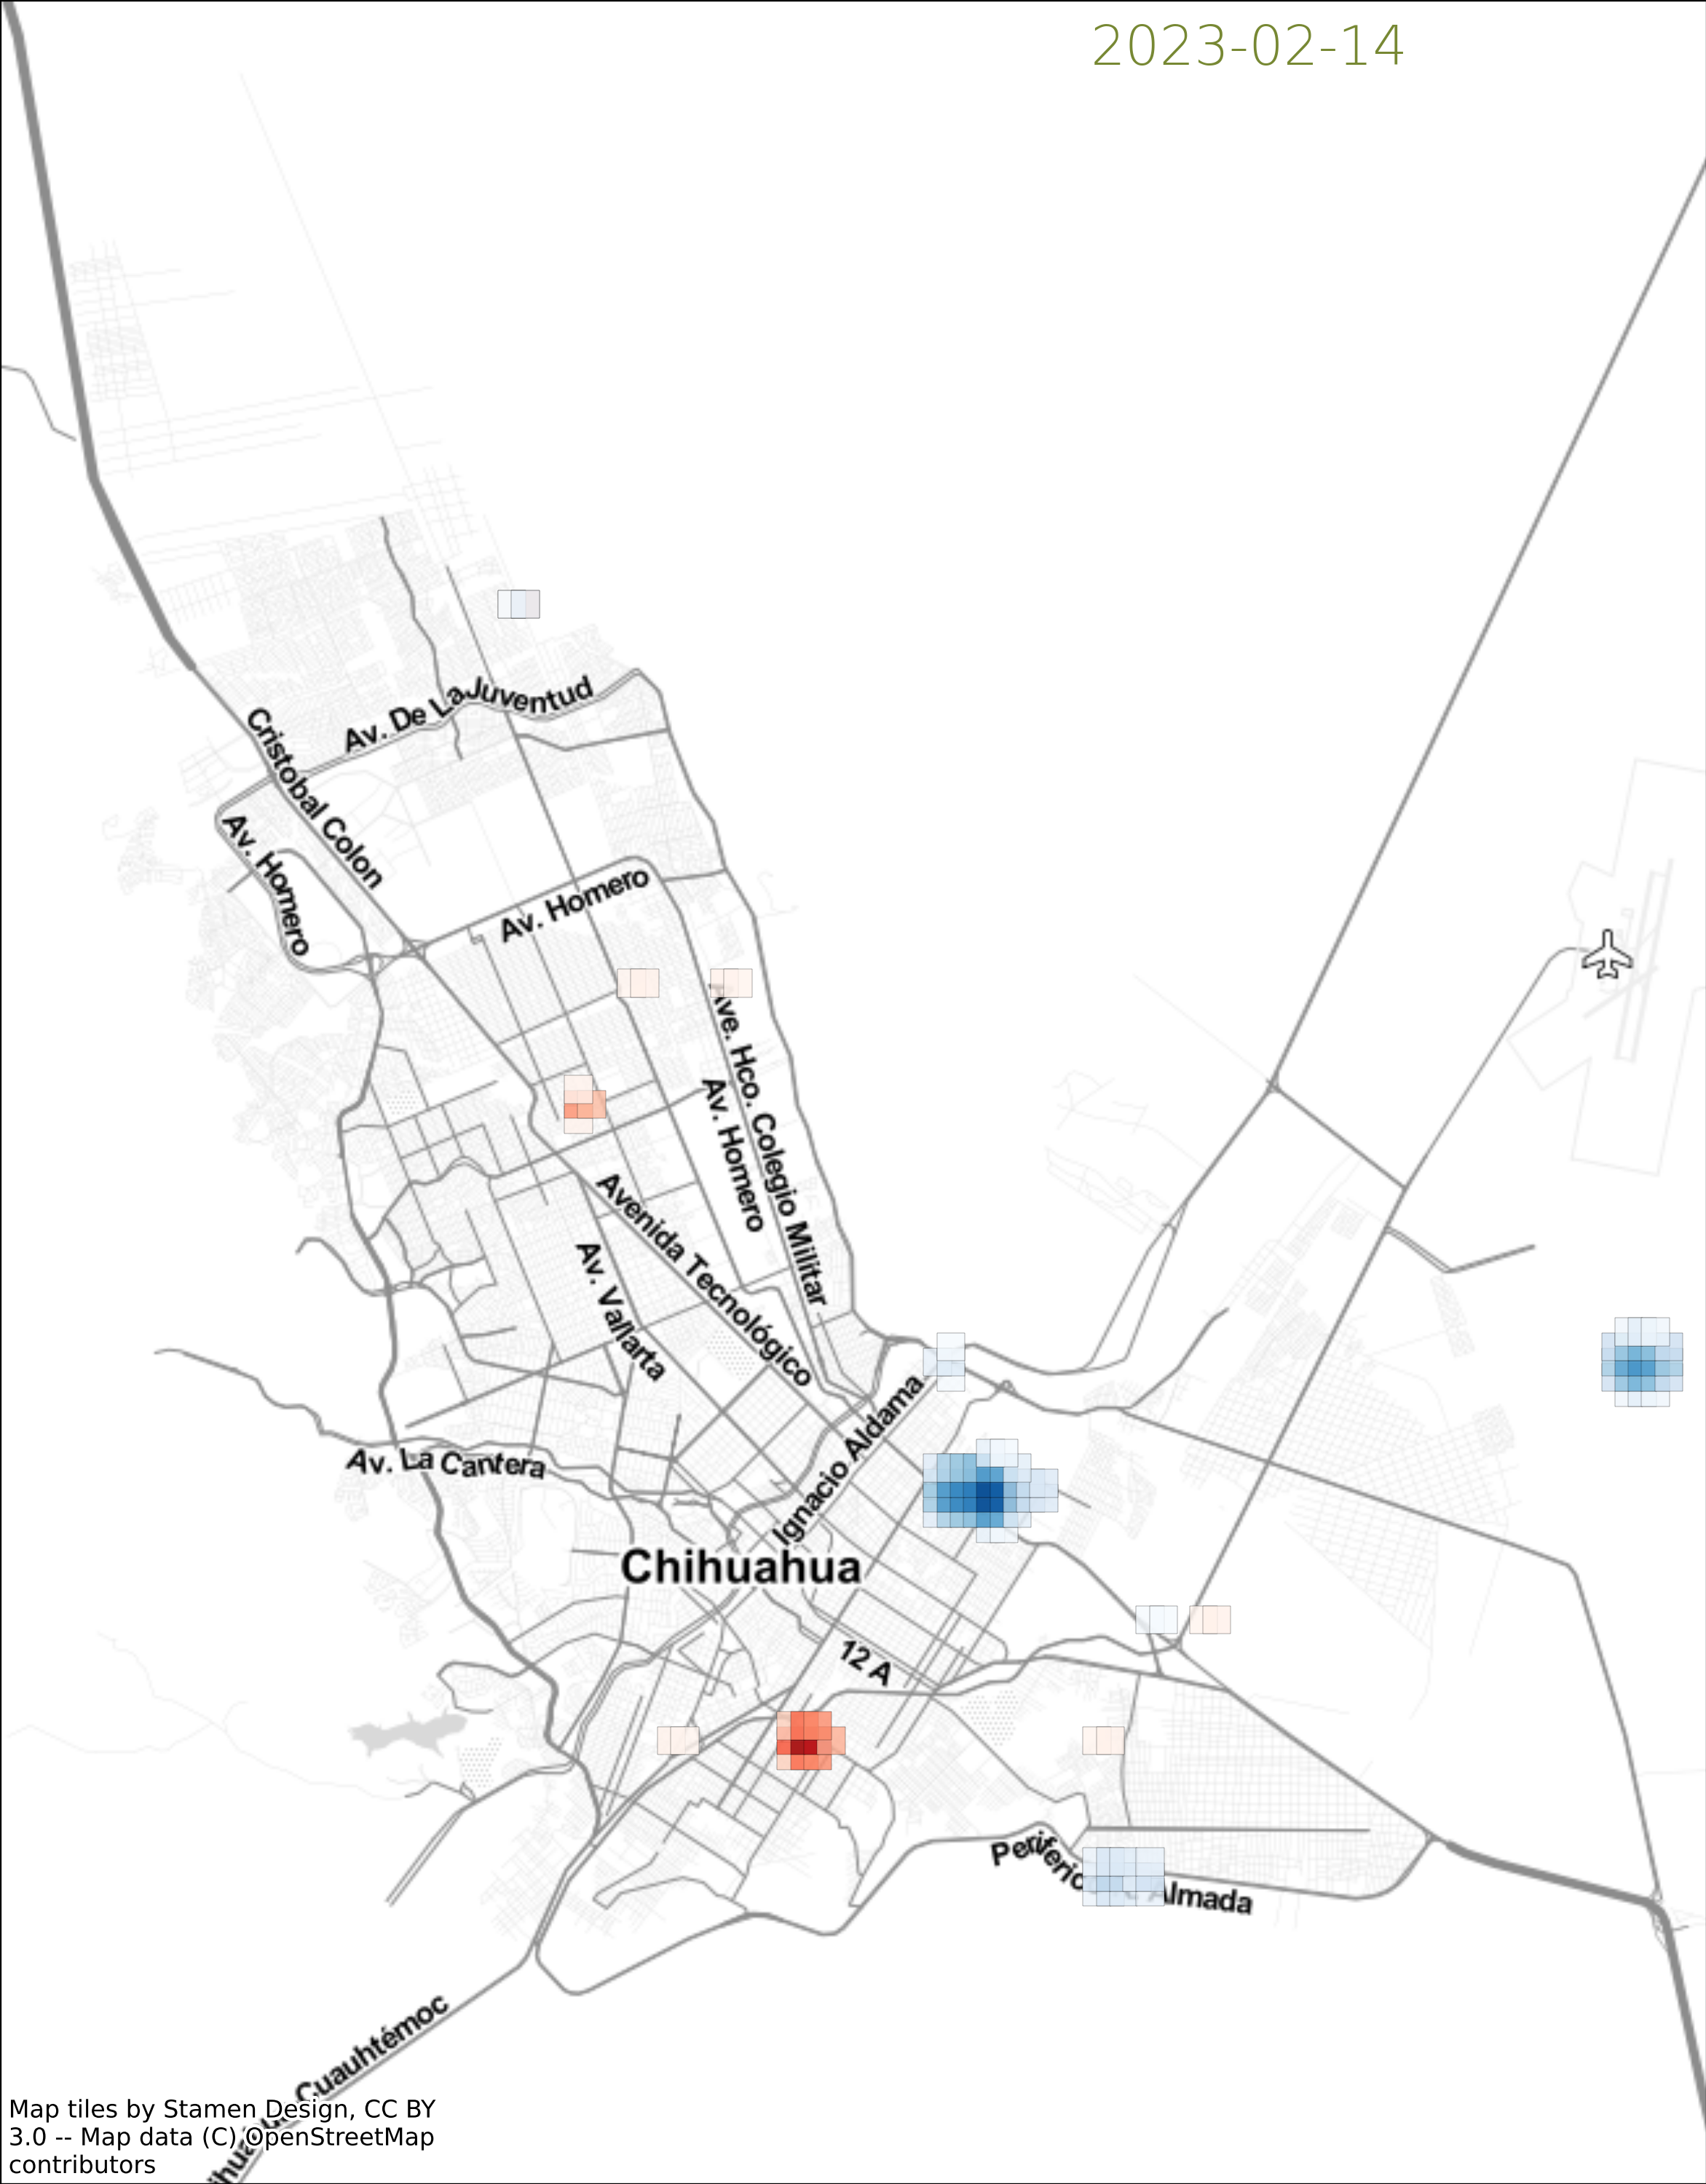 2023-02-14
Av. De La Juventud
Cristobal Colon
Av. Homero
Av. Homero
Ave. Hco. Colegio Militar
Av. Homero
Avenida Tecnológico
Av. Vallarta
Ignacio Aldama
Av. La Cantera
Chihuahua
12 A
Almada
Cuauhtémoc
Map tiles by Stamen Design, CC BY
3.0 -- Map data (C) OpenStreetMap
contributors